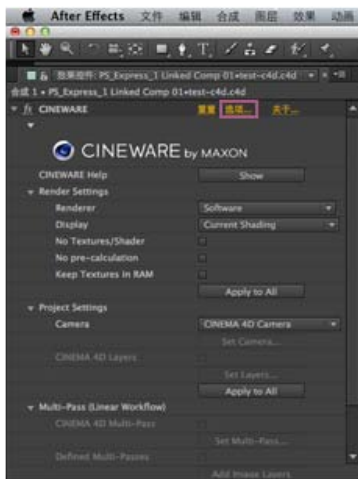 After Effects 文件 编辑 合成 图层 效果 动画
效果控件: PS_Express_1 Linked Comp 01+test-c4d.c4d
合成 1 • PS_Express_1 Linked Comp 01+test-c4d.c4d
fx CINEWARE 重置 选项... 关于...
CINEWARE BY MAXON
CINEWARE Help Show
Render Settings
Renderer Software
Display Current Shading
No Textures/Shader
No pre-calculation
Keep Textures in RAM
Apply to All
Project Settings
Camera CINEMA 4D Camera
Set Camera...
CINEMA 4D Layers
Set Layers...
Apply to All
Multi-Pass (Linear Workflow)
CINEMA 4D Multi-Pass
Set Multi-Pass...
Defined Multi-Passes
Add Image Layers